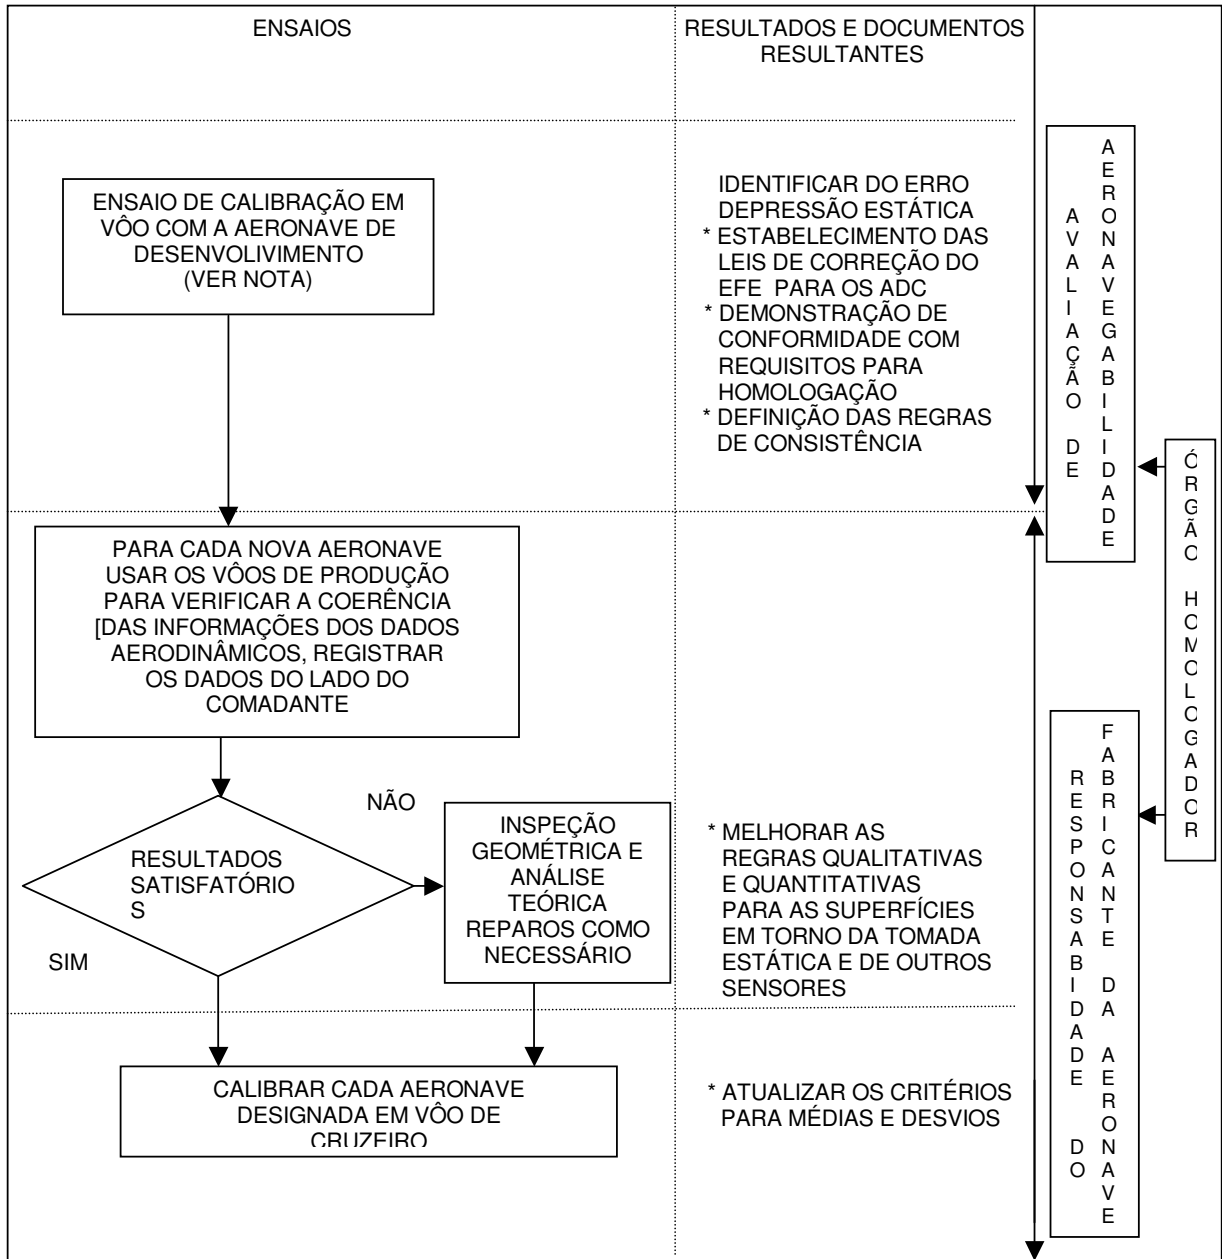 ENSAIOS
RESULTADOS E DOCUMENTOS
RESULTANTES
ENSAIO DE CALIBRAÇÃO EM
VÔO COM A AERONAVE DE
DESENVOLIVIMENTO
(VER NOTA)
IDENTIFICAR DO ERRO
DEPRESSÃO ESTÁTICA
* ESTABELECIMENTO DAS
LEIS DE CORREÇÃO DO
EFE PARA OS ADC
* DEMONSTRAÇÃO DE
CONFORMIDADE COM
REQUISITOS PARA
HOMOLOGAÇÃO
* DEFINIÇÃO DAS REGRAS
DE CONSISTÊNCIA
AVALIAÇÃO DE
AERONAVEGABILIDADE
ÓRGÃO HOMOLOGADOR
PARA CADA NOVA AERONAVE
USAR OS VÔOS DE PRODUÇÃO
PARA VERIFICAR A COERÊNCIA
[DAS INFORMAÇÕES DOS DADOS
AERODINÂMICOS, REGISTRAR
OS DADOS DO LADO DO
COMADANTE
NÃO
RESULTADOS
SATISFATÓRIO
S
SIM
INSPEÇÃO
GEOMÉTRICA E
ANÁLISE
TEÓRICA
REPAROS COMO
NECESSÁRIO
* MELHORAR AS
REGRAS QUALITATIVAS
E QUANTITATIVAS
PARA AS SUPERFÍCIES
EM TORNO DA TOMADA
ESTÁTICA E DE OUTROS
SENSORES
RESPONSABIDADE DO
FABRICANTE DA AERONAVE
CALIBRAR CADA AERONAVE
DESIGNADA EM VÔO DE
CRUZEIRO
* ATUALIZAR OS CRITÉRIOS
PARA MÉDIAS E DESVIOS